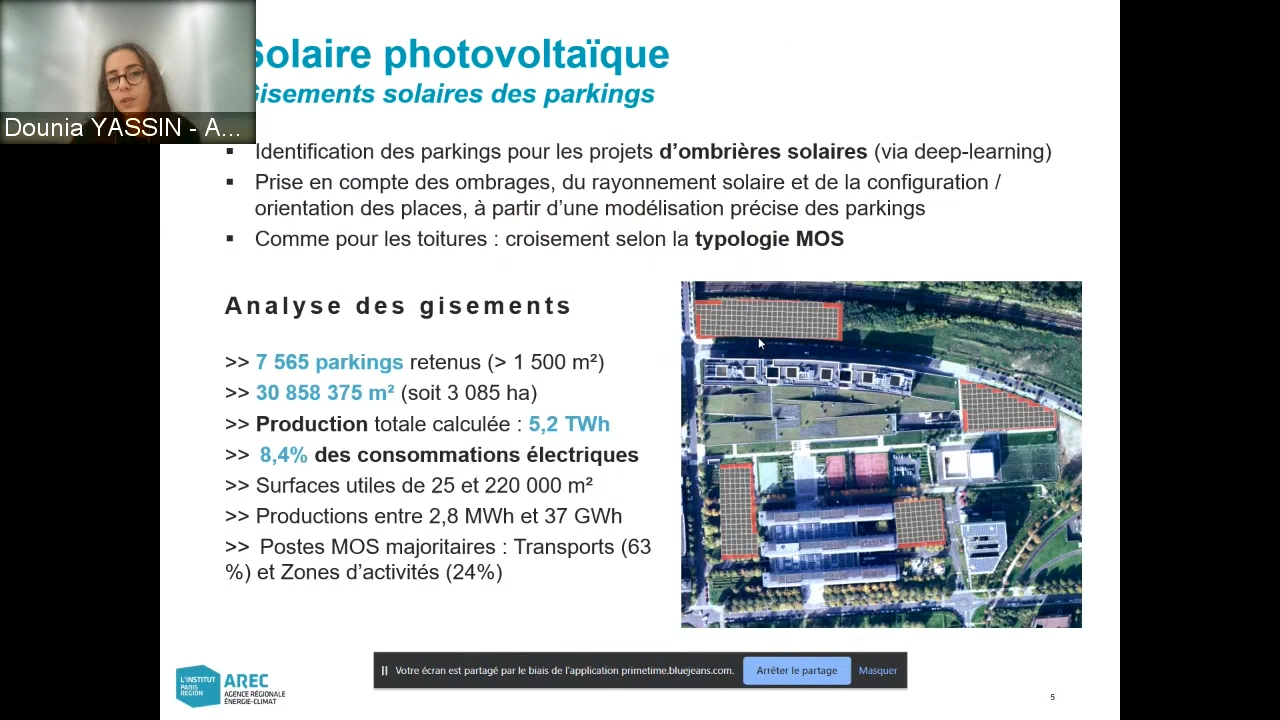 Solaire photovoltaïque
Gisements solaires des parkings
Dounia YASSIN - A...
▪ Identification des parkings pour les projets d’ombrières solaires (via deep-learning)
▪ Prise en compte des ombrages, du rayonnement solaire et de la configuration /
orientation des places, à partir d’une modélisation précise des parkings
▪ Comme pour les toitures : croisement selon la typologie MOS
Analyse des gisements
>> 7 565 parkings retenus (> 1 500 m²)
>> 30 858 375 m² (soit 3 085 ha)
>> Production totale calculée : 5,2 TWh
>> 8,4% des consommations électriques
>> Surfaces utiles de 25 et 220 000 m²
>> Productions entre 2,8 MWh et 37 GWh
>> Postes MOS majoritaires : Transports (63
%) et Zones d’activités (24%)
Votre écran est partagé par le biais de l'application primetime.bluejeans.com.
Arrêter le partage
Masquer
L'INSTITUT
PARIS
REGION
AREC
AGENCE RÉGIONALE
ÉNERGIE-CLIMAT
5